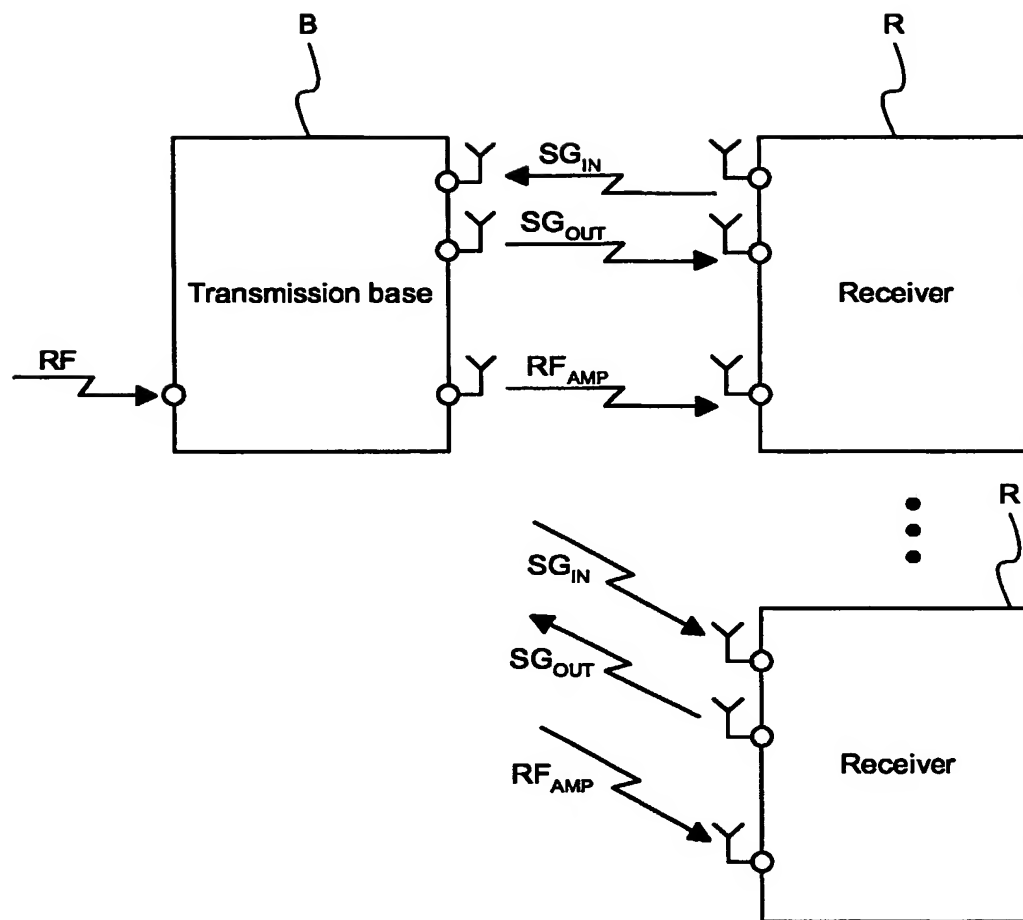 B
R
SG_IN
SG_OUT
Transmission base
Receiver
RF
RF_AMP
R
SG_IN
SG_OUT
Receiver
RF_AMP